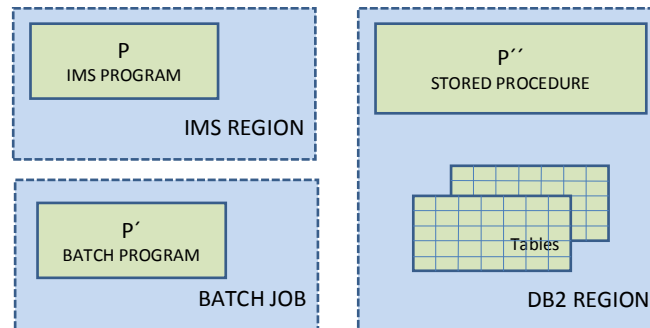 P
IMS PROGRAM
IMS REGION
P´
BATCH PROGRAM
BATCH JOB
P´´
STORED PROCEDURE
Tables
DB2 REGION